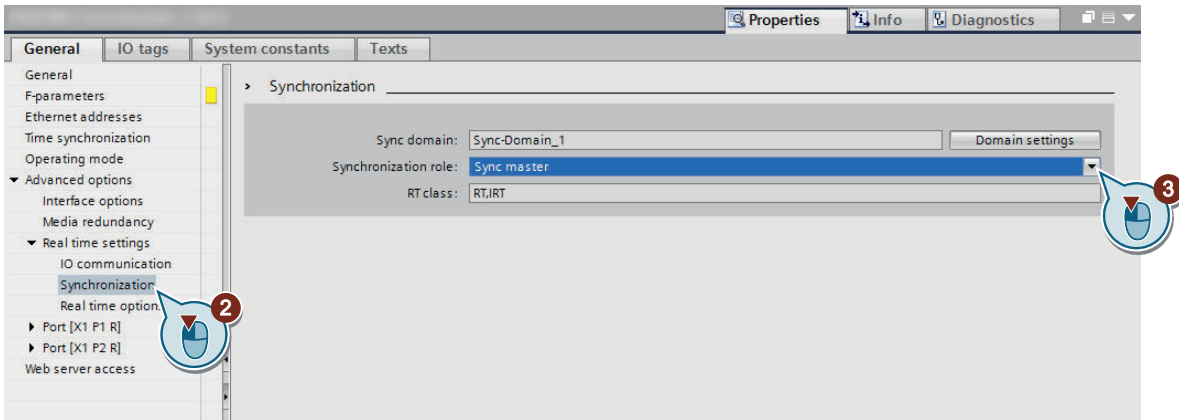 Properties Info Diagnostics
General IO tags System constants Texts
General
F-parameters
Ethernet addresses
Time synchronization
Operating mode
Advanced options
Interface options
Media redundancy
Real time settings
IO communication
Synchronization
Real time option
Port [X1 P1 R]
Port [X1 P2 R]
Web server access
Synchronization
Sync domain: Sync-Domain_1 Domain settings
Synchronization role: Sync master
RT class: RT,IRT
2
3